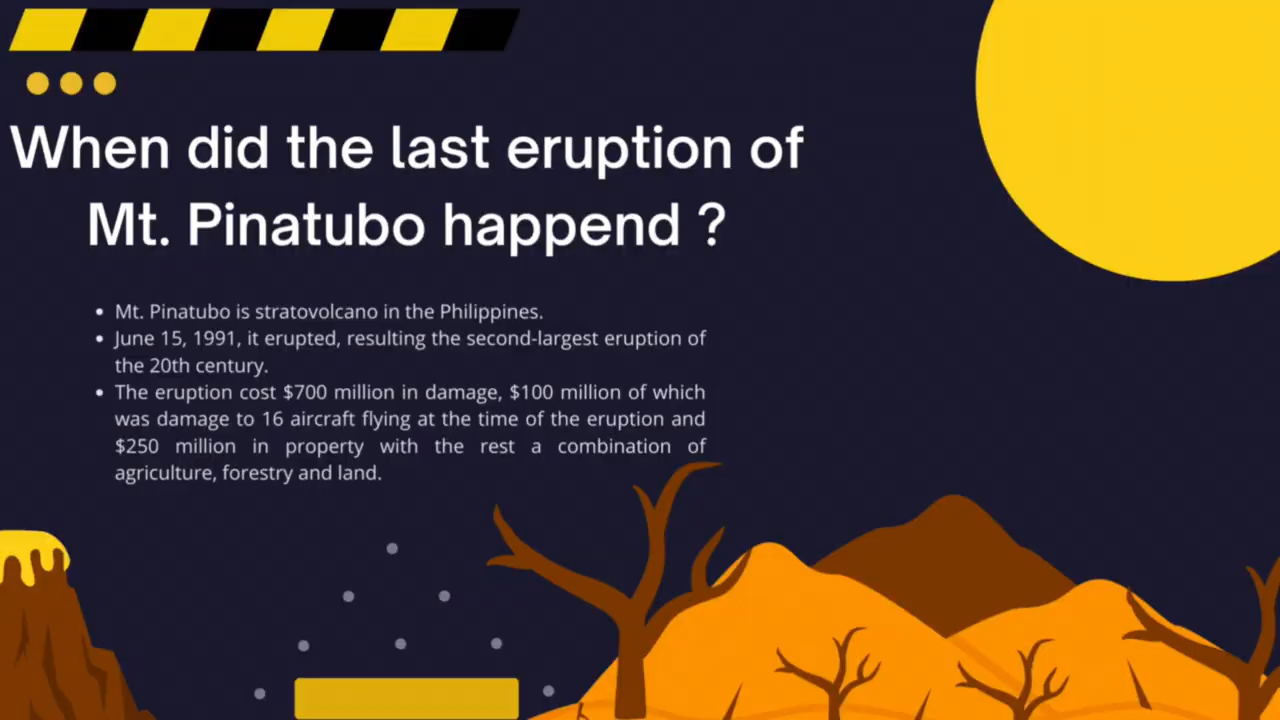 When did the last eruption of
Mt. Pinatubo happend ?
• Mt. Pinatubo is stratovolcano in the Philippines.
• June 15, 1991, it erupted, resulting the second-largest eruption of
the 20th century.
• The eruption cost $700 million in damage, $100 million of which
was damage to 16 aircraft flying at the time of the eruption and
$250 million in property with the rest a combination of
agriculture, forestry and land.